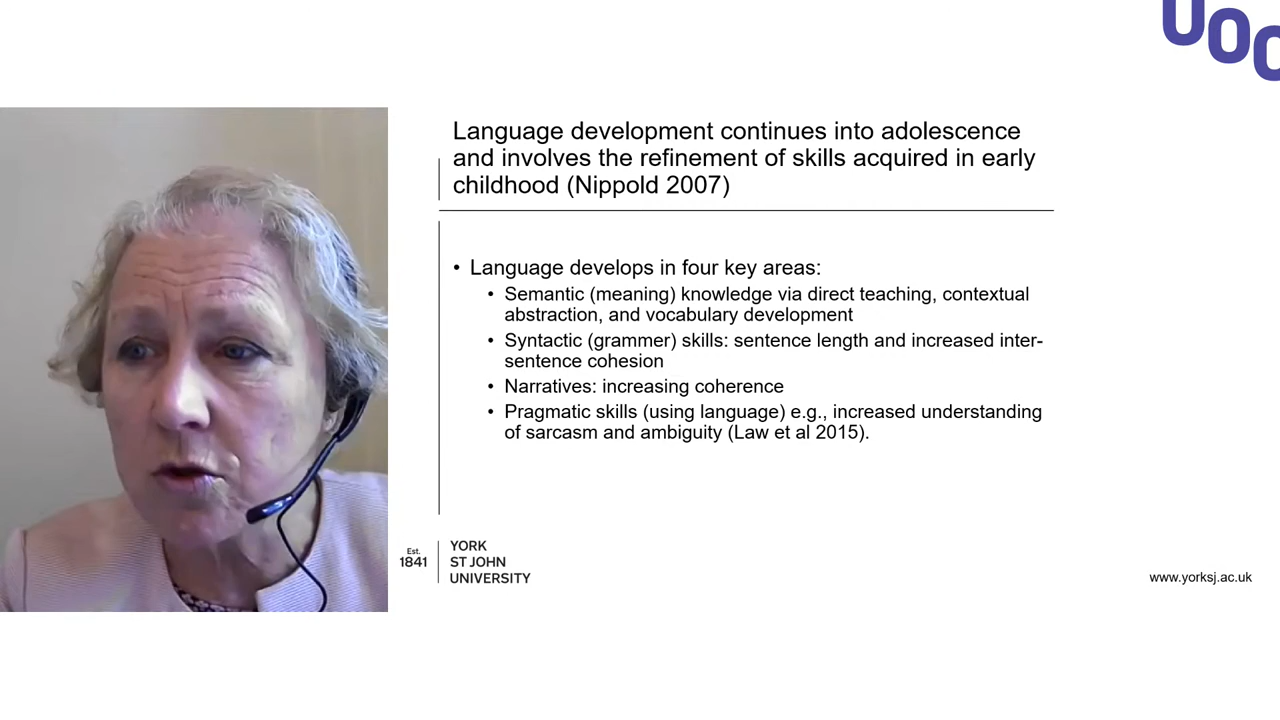 UOC
Language development continues into adolescence
and involves the refinement of skills acquired in early
childhood (Nippold 2007)
• Language develops in four key areas:
• Semantic (meaning) knowledge via direct teaching, contextual
abstraction, and vocabulary development
• Syntactic (grammer) skills: sentence length and increased inter-
sentence cohesion
• Narratives: increasing coherence
• Pragmatic skills (using language) e.g., increased understanding
of sarcasm and ambiguity (Law et al 2015).
Est.
1841
YORK
ST JOHN
UNIVERSITY
www.yorksj.ac.uk